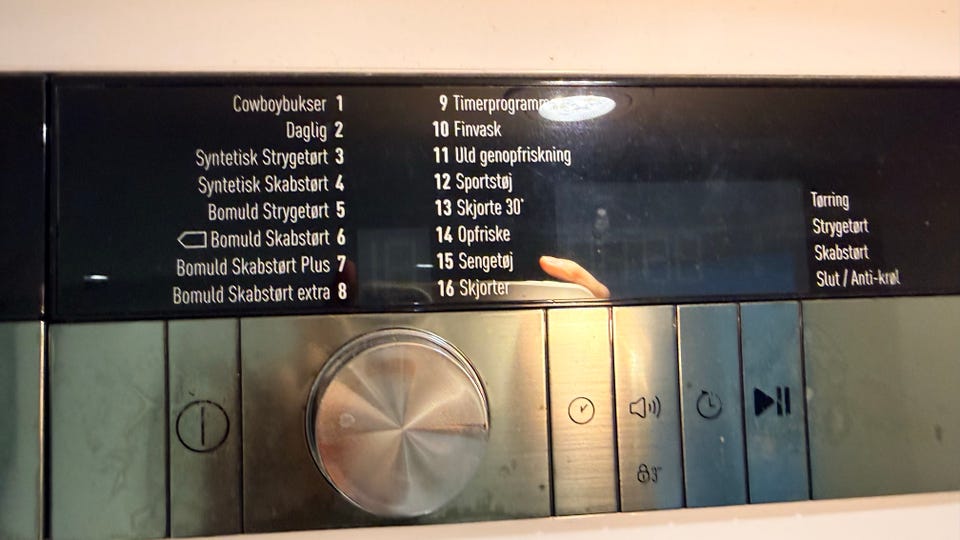 Cowboybukser 1
Daglig 2
Syntetisk Strygetørt 3
Syntetisk Skabstørt 4
Bomuld Strygetørt 5
Bomuld Skabstørt 6
Bomuld Skabstørt Plus 7
Bomuld Skabstørt extra 8
9 Timerprogrammer
10 Finvask
11 Uld genopfriskning
12 Sportstøj
13 Skjorte 30'
14 Opfriske
15 Sengetøj
16 Skjorter
Tørring
Strygetørt
Skabstørt
Slut / Anti-krøl
3"